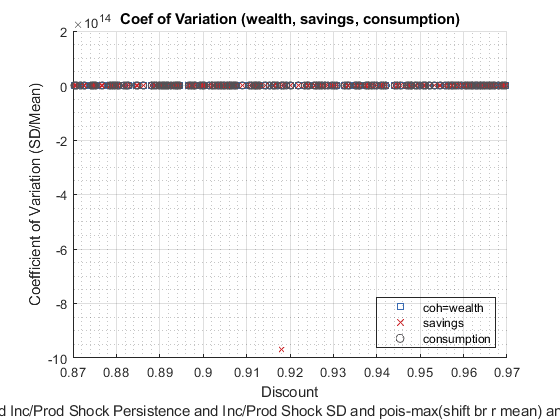 Coef of Variation (wealth, savings, consumption)
×10^14
2
0
-2
-4
-6
-8
-10
Coefficient of Variation (SD/Mean)
coh=wealth
savings
consumption
0.87 0.88 0.89 0.9 0.91 0.92 0.93 0.94 0.95 0.96 0.97
Discount
d Inc/Prod Shock Persistence and Inc/Prod Shock SD and pois-max(shift br r mean) a